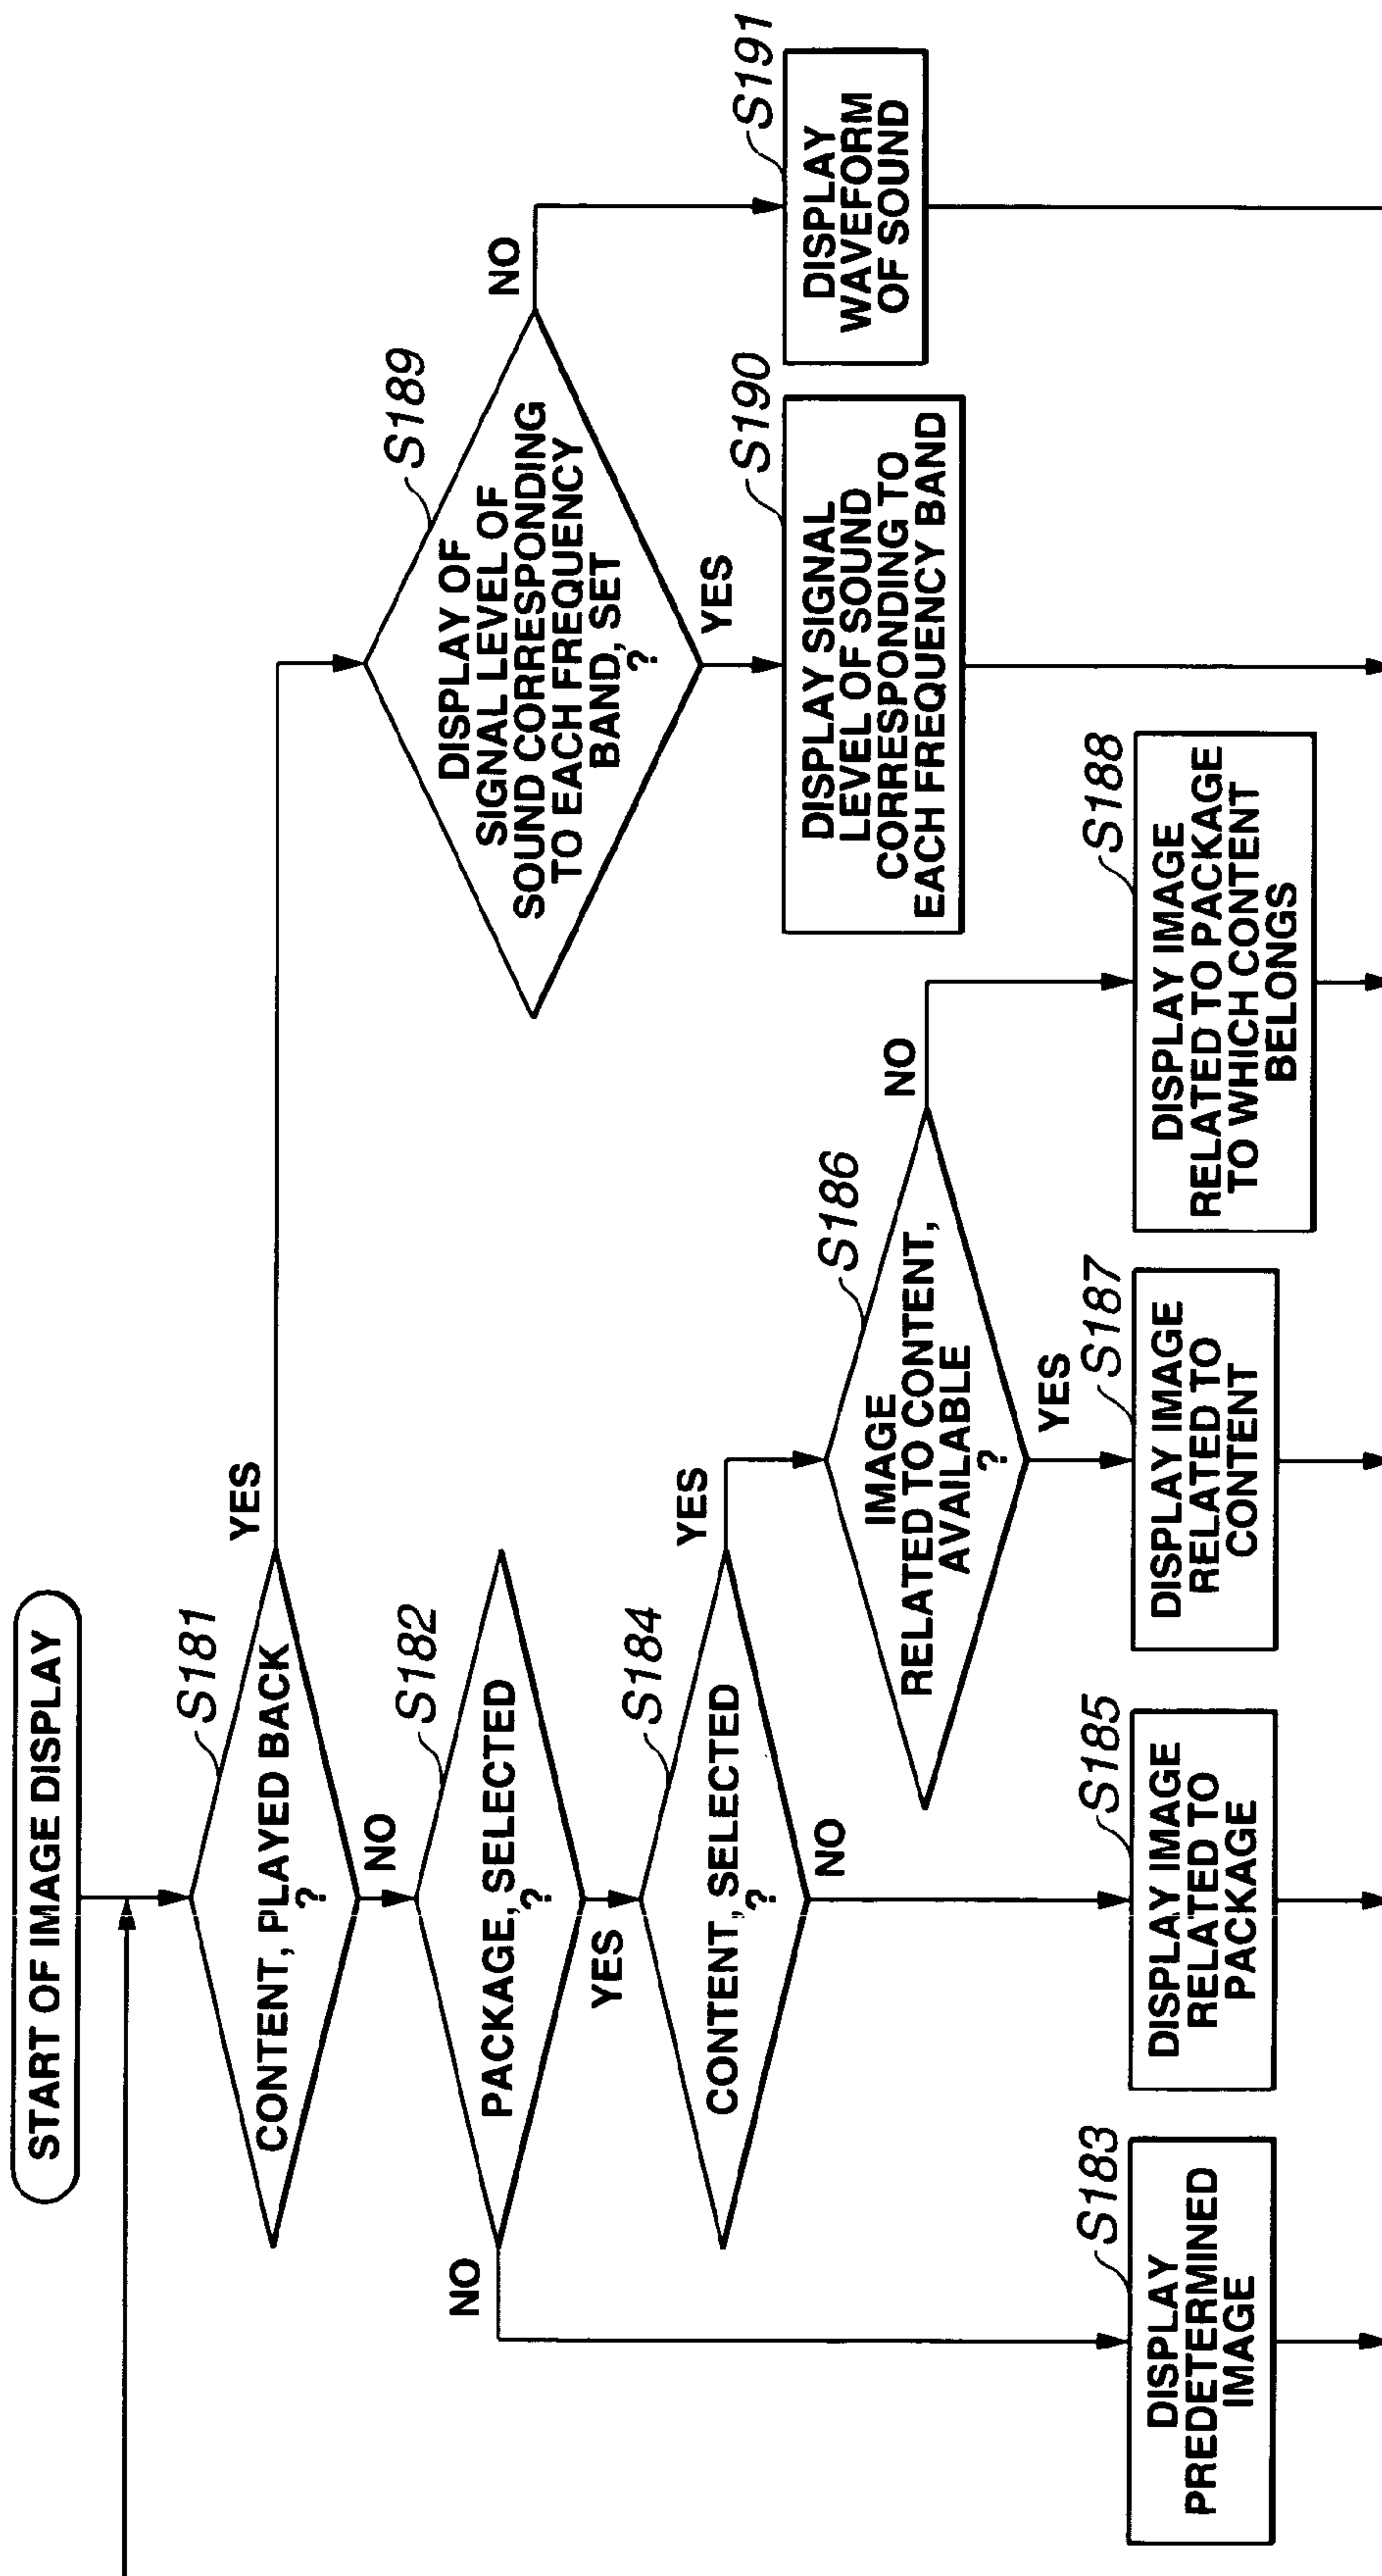 START OF IMAGE DISPLAY
S181
CONTENT, PLAYED BACK
?
YES
NO
S182
PACKAGE, SELECTED
?
NO
YES
S184
CONTENT, SELECTED
?
YES
NO
S186
IMAGE
RELATED TO CONTENT,
AVAILABLE
?
NO
YES
S183
DISPLAY
PREDETERMINED
IMAGE
S185
DISPLAY IMAGE
RELATED TO
PACKAGE
S187
DISPLAY IMAGE
RELATED TO
CONTENT
S188
DISPLAY IMAGE
RELATED TO PACKAGE
TO WHICH CONTENT
BELONGS
S189
DISPLAY OF
SIGNAL LEVEL OF
SOUND CORRESPONDING
TO EACH FREQUENCY
BAND, SET
?
NO
YES
S190
DISPLAY SIGNAL
LEVEL OF SOUND
CORRESPONDING TO
EACH FREQUENCY BAND
S191
DISPLAY
WAVEFORM
OF SOUND